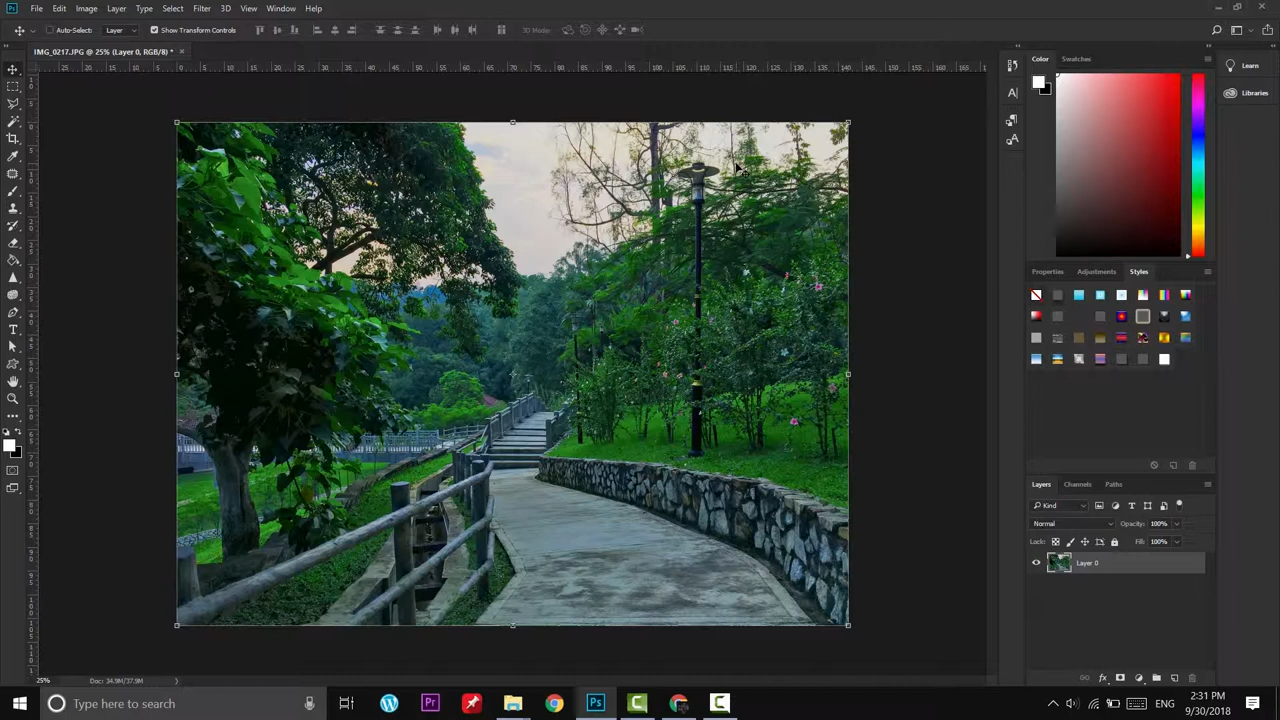 Ps File Edit Image Layer Type Select Filter 3D View Window Help
Auto-Select: Layer Show Transform Controls 3D Mode:
IMG_0217.JPG @ 25% (Layer 0, RGB/8) *
Color Swatches
Learn
Libraries
Properties Adjustments Styles
Layers Channels Paths
Kind
Normal Opacity: 100%
Lock: Fill: 100%
Layer 0
25% Doc: 34.9M/37.9M
Type here to search
Pr Ps
ENG
2:31 PM
9/30/2018